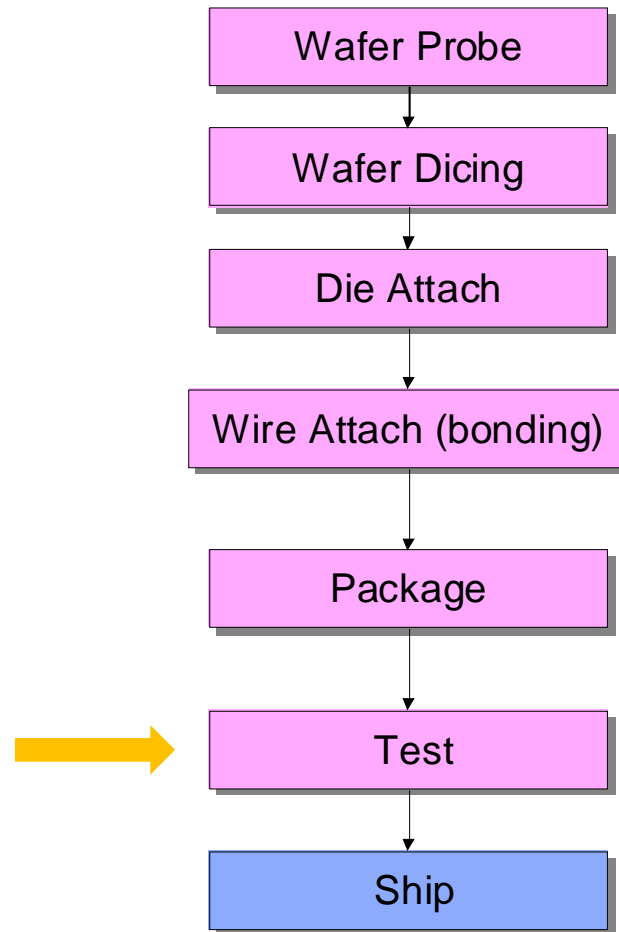 Wafer Probe
Wafer Dicing
Die Attach
Wire Attach (bonding)
Package
Test
Ship